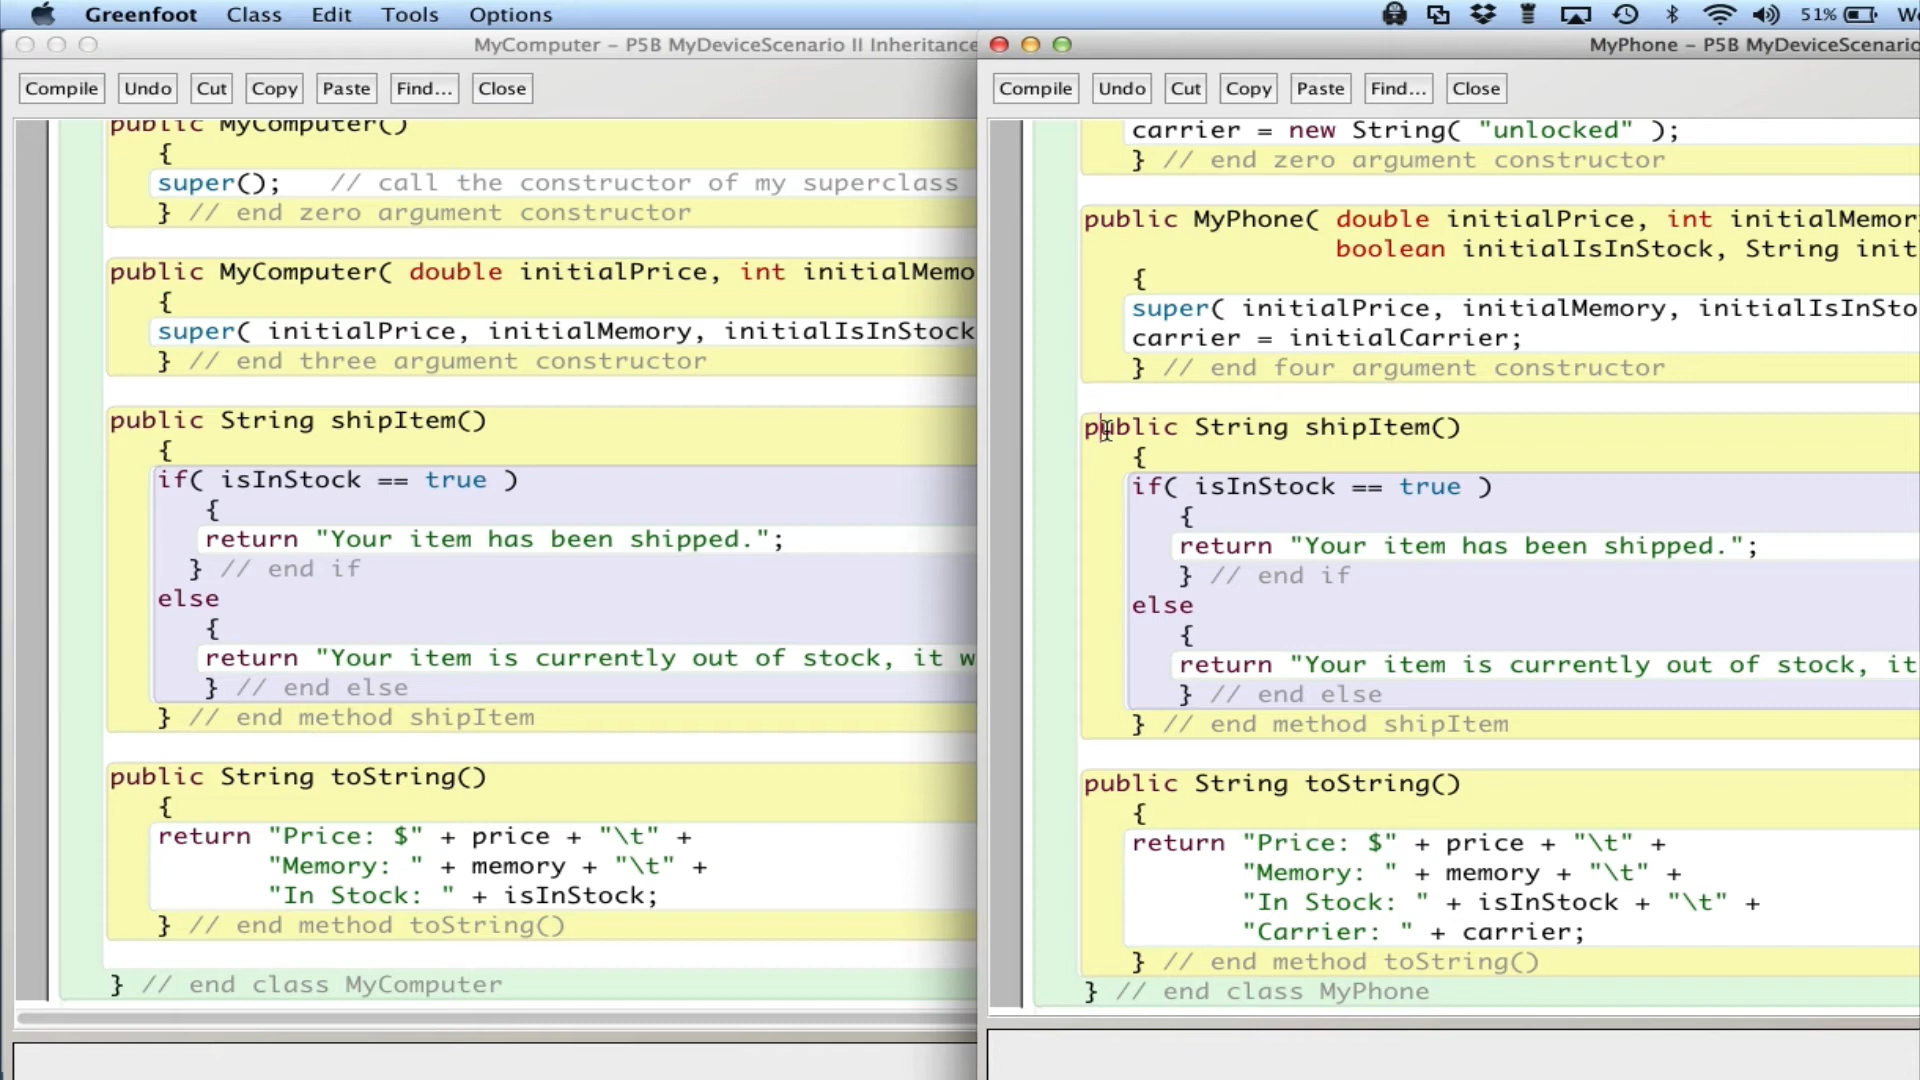 Greenfoot Class Edit Tools Options 51% We
MyComputer – P5B MyDeviceScenario II Inheritance
Compile Undo Cut Copy Paste Find... Close
public MyComputer()
{
super(); // call the constructor of my superclass
} // end zero argument constructor
public MyComputer( double initialPrice, int initialMemo
{
super( initialPrice, initialMemory, initialIsInStock
} // end three argument constructor
public String shipItem()
{
if( isInStock == true )
{
return "Your item has been shipped.";
} // end if
else
{
return "Your item is currently out of stock, it w
} // end else
} // end method shipItem
public String toString()
{
return "Price: $" + price + "\t" +
"Memory: " + memory + "\t" +
"In Stock: " + isInStock;
} // end method toString()
} // end class MyComputer
MyPhone – P5B MyDeviceScenario
Compile Undo Cut Copy Paste Find... Close
carrier = new String( "unlocked" );
} // end zero argument constructor
public MyPhone( double initialPrice, int initialMemor
boolean initialIsInStock, String init
{
super( initialPrice, initialMemory, initialIsInSto
carrier = initialCarrier;
} // end four argument constructor
public String shipItem()
{
if( isInStock == true )
{
return "Your item has been shipped.";
} // end if
else
{
return "Your item is currently out of stock, it
} // end else
} // end method shipItem
public String toString()
{
return "Price: $" + price + "\t" +
"Memory: " + memory + "\t" +
"In Stock: " + isInStock + "\t" +
"Carrier: " + carrier;
} // end method toString()
} // end class MyPhone